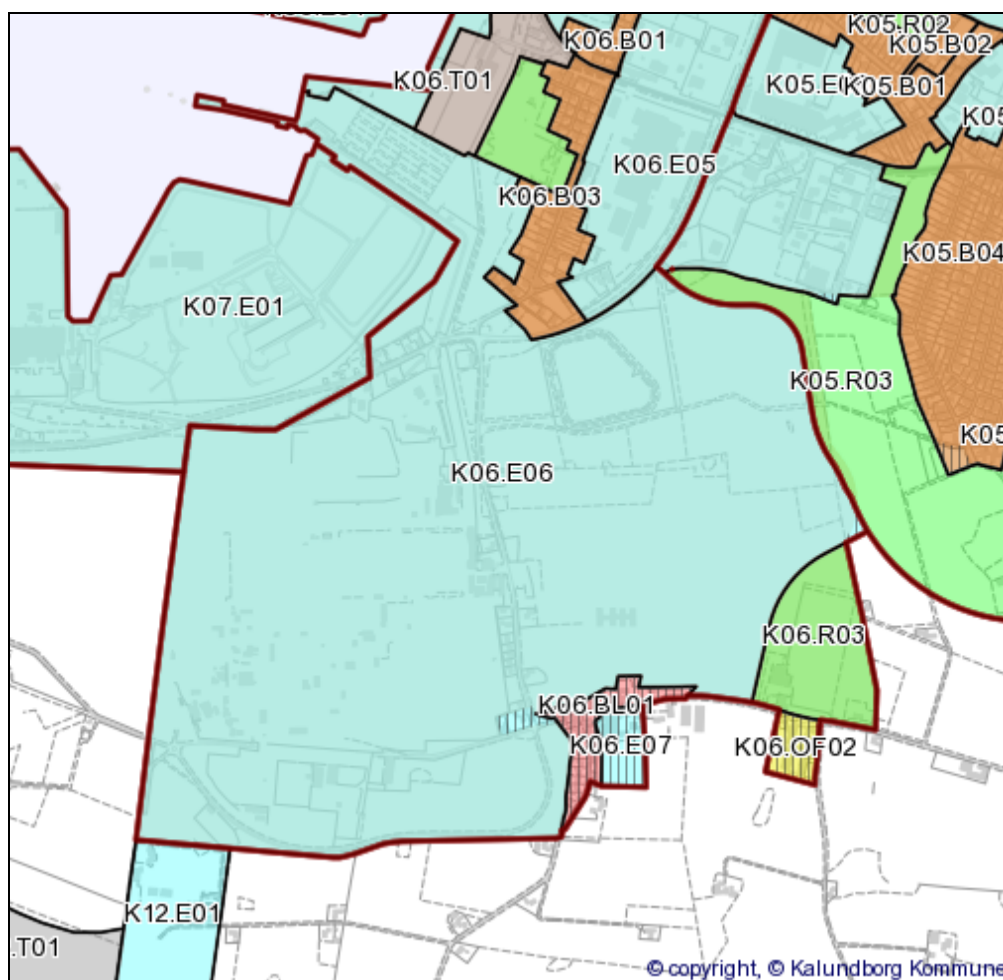 K05.R02
K06.B01
K05.B02
K06.T01
K05.B01
K06.E05
K06.B03
K05.B04
K07.E01
K05.R03
K06.E06
K06.R03
K06.BL01
K06.E07
K06.OF02
K12.E01
.T01
© copyright, © Kalundborg Kommune